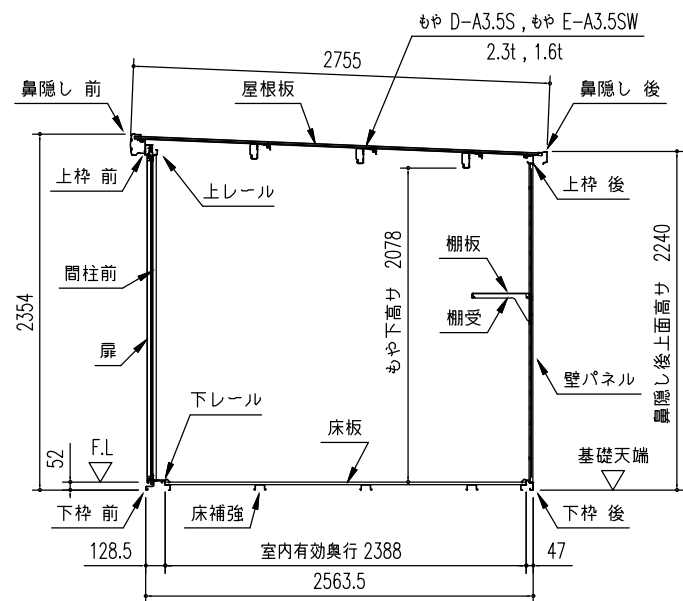 もや D-A3.5S , もや E-A3.5SW
2.3t , 1.6t
2755
鼻隠し 前
屋根板
鼻隠し 後
上枠 前
上レール
上枠 後
もや下高サ 2078
棚板
棚受
鼻隠し後上面高サ 2240
間柱前
2354
扉
壁パネル
下レール
床板
F.L
52
基礎天端
下枠 前
床補強
下枠 後
128.5
室内有効奥行 2388
47
2563.5